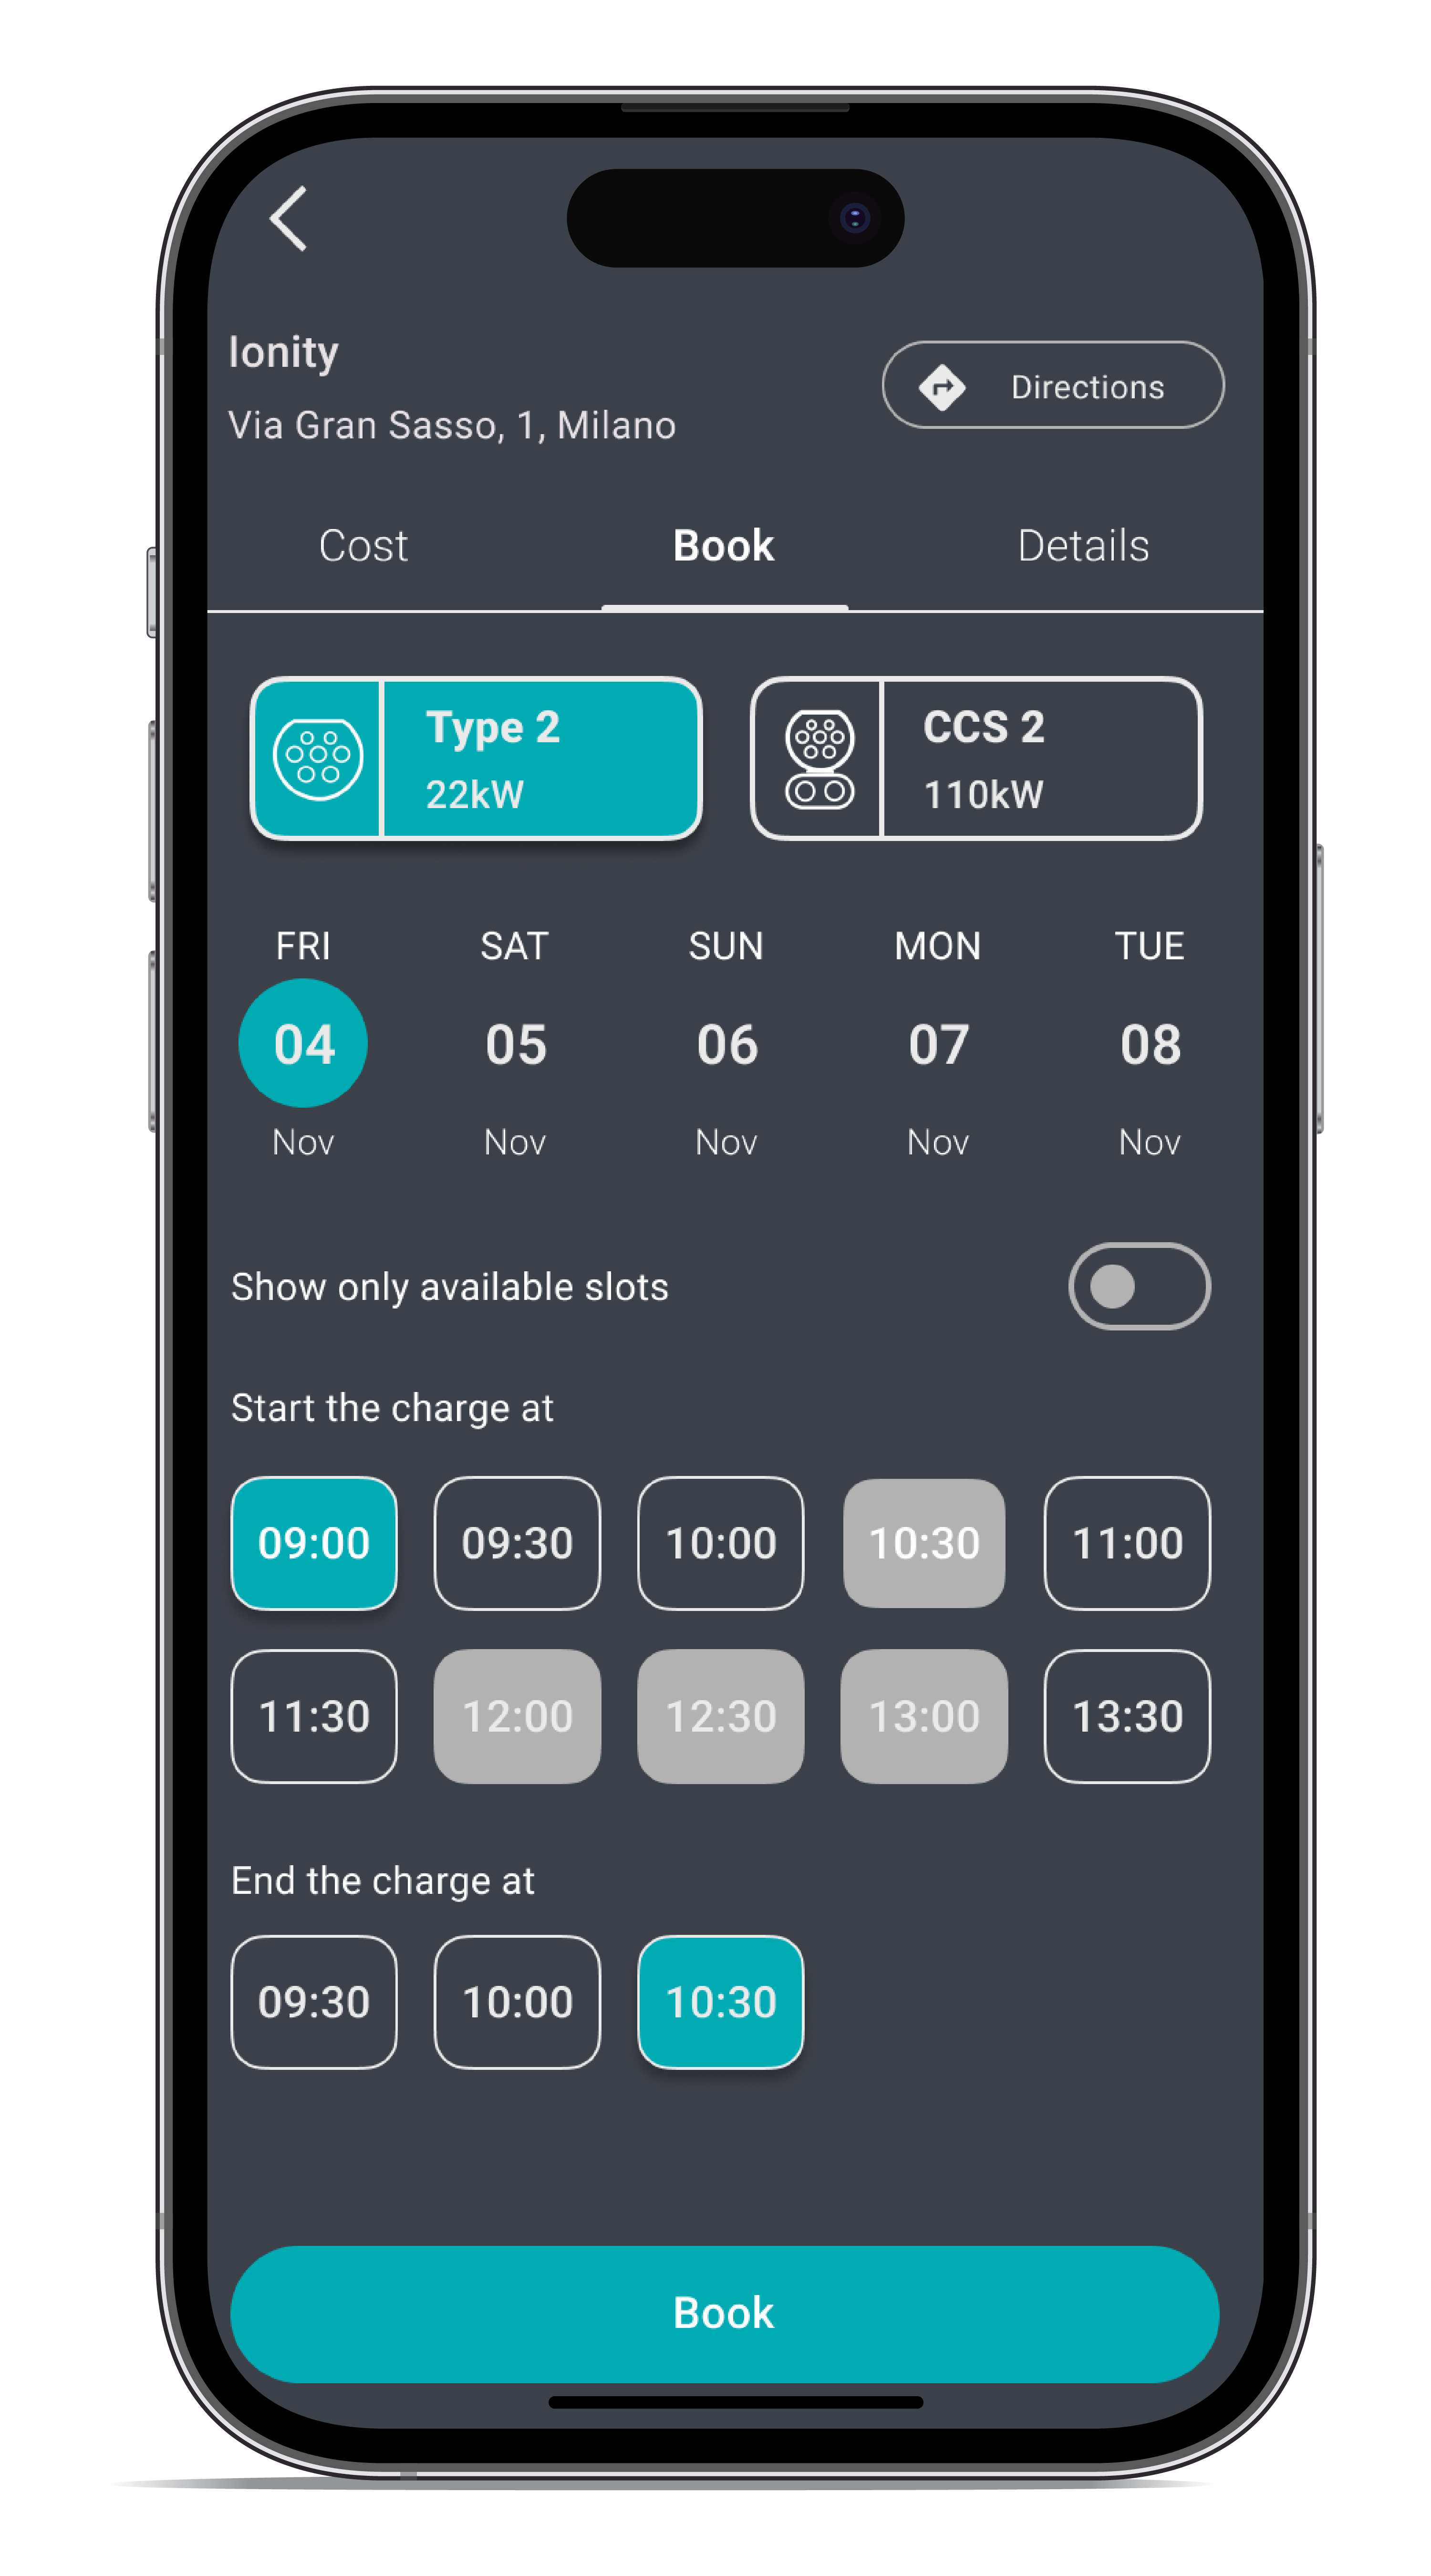 Ionity
Directions
Via Gran Sasso, 1, Milano
Cost Book Details
Type 2
22kW
CCS 2
110kW
FRI SAT SUN MON TUE
04 05 06 07 08
Nov Nov Nov Nov Nov
Show only available slots
Start the charge at
09:00 09:30 10:00 10:30 11:00
11:30 12:00 12:30 13:00 13:30
End the charge at
09:30 10:00 10:30
Book